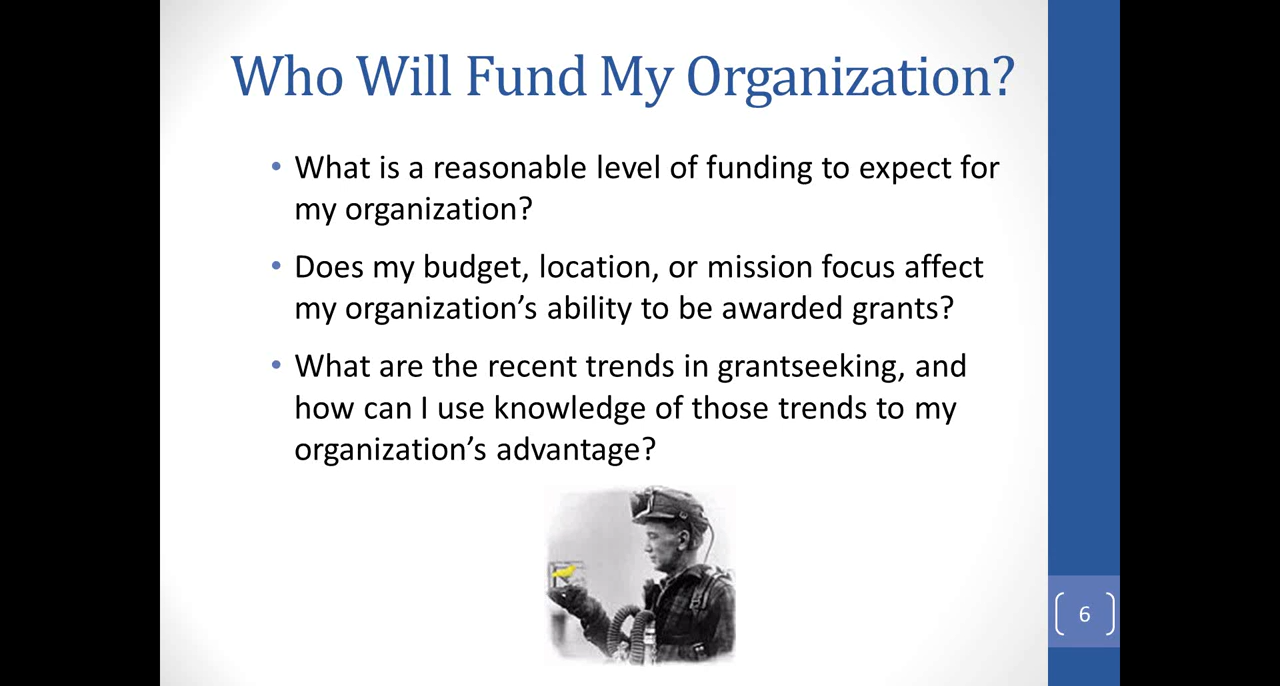 Who Will Fund My Organization?
• What is a reasonable level of funding to expect for
my organization?
• Does my budget, location, or mission focus affect
my organization’s ability to be awarded grants?
• What are the recent trends in grantseeking, and
how can I use knowledge of those trends to my
organization’s advantage?
6